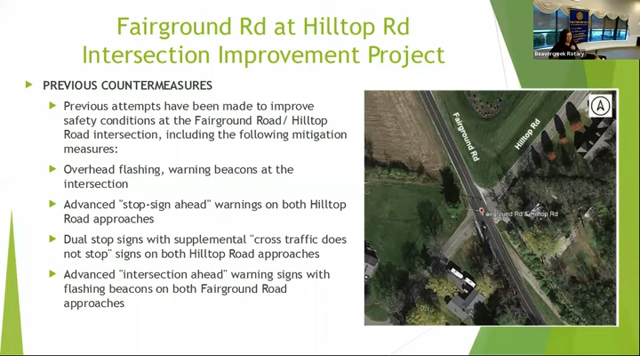 Fairground Rd at Hilltop Rd
Intersection Improvement Project
PREVIOUS COUNTERMEASURES
Previous attempts have been made to improve
safety conditions at the Fairground Road/ Hilltop
Road intersection, including the following mitigation
measures:
Overhead flashing, warning beacons at the
intersection
Advanced "stop-sign ahead" warnings on both Hilltop
Road approaches
Dual stop signs with supplemental "cross traffic does
not stop" signs on both Hilltop Road approaches
Advanced "intersection ahead" warning signs with
flashing beacons on both Fairground Road
approaches
Beavercreek Rotary
A
Fairground Rd
Hilltop Rd
Fairground Rd & Hilltop Rd